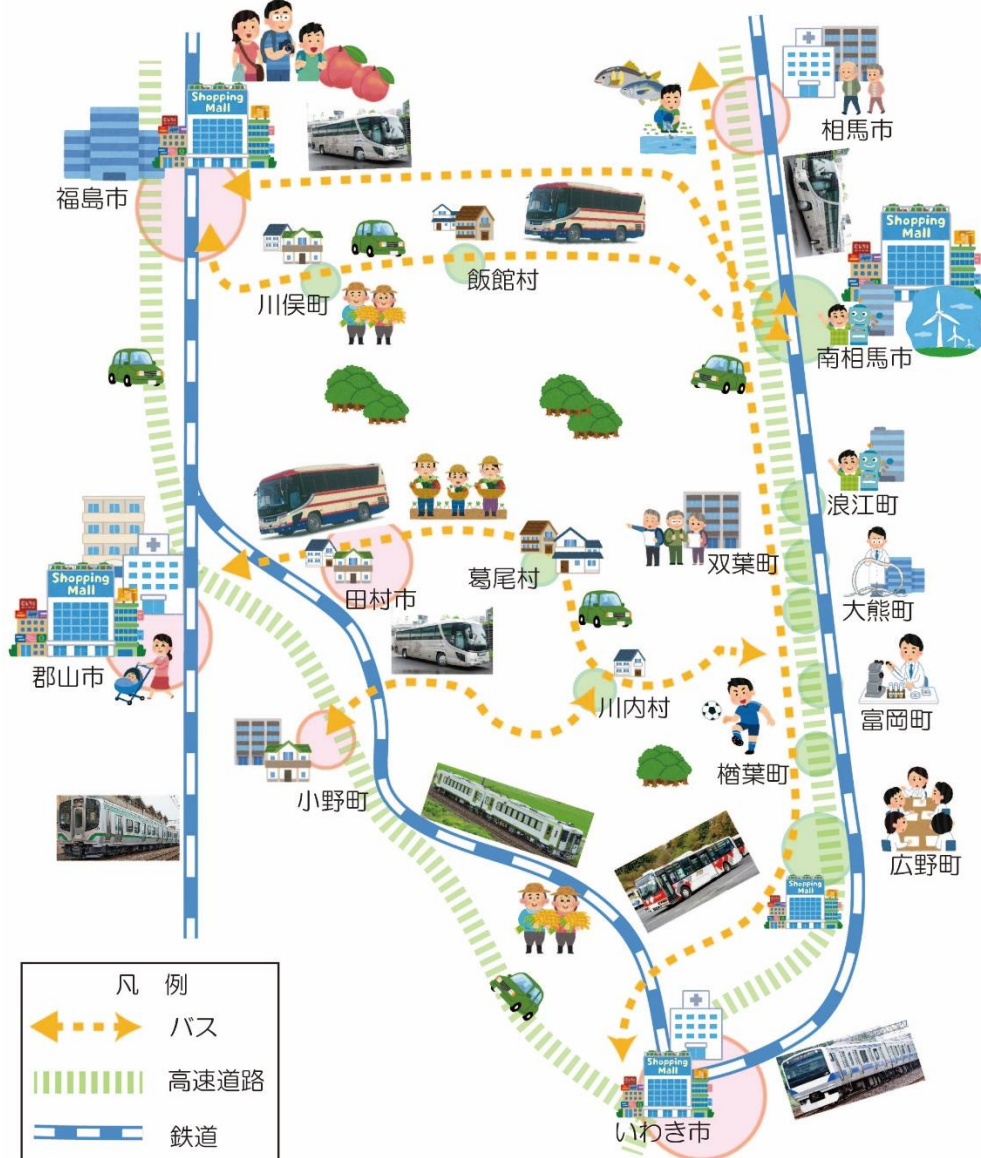 Shopping
Mall
相馬市
福島市
Shopping
Mall
川俣町
飯館村
南相馬市
浪江町
双葉町
葛尾村
田村市
大熊町
Shopping
Mall
郡山市
川内村
富岡町
楢葉町
小野町
広野町
Shopping
Mall
凡 例
バス
高速道路
鉄道
Shopping
Mall
いわき市